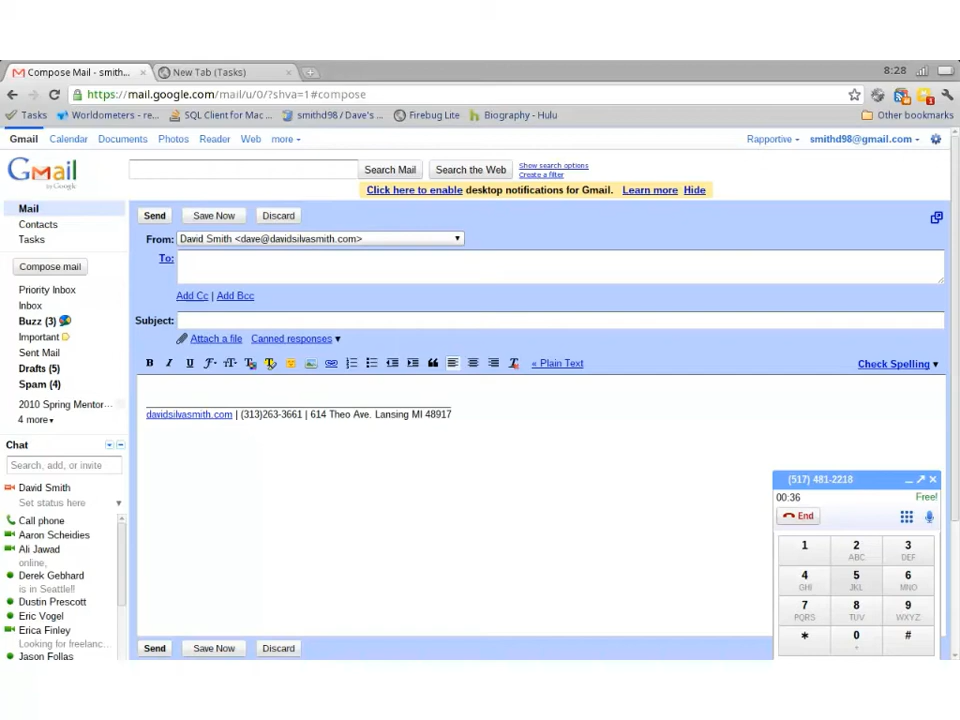 Compose Mail - smith...
New Tab (Tasks)
8:28
https://mail.google.com/mail/u/0/?shva=1#compose
Tasks
Worldometers - re...
SQL Client for Mac ...
smithd98 / Dave's ...
Firebug Lite
Biography - Hulu
Other bookmarks
Gmail Calendar Documents Photos Reader Web more
Rapportive
smithd98@gmail.com
Gmail
by Google
Search Mail
Search the Web
Show search options
Create a filter
Click here to enable desktop notifications for Gmail. Learn more Hide
Mail
Contacts
Tasks
Compose mail
Priority Inbox
Inbox
Buzz (3)
Important
Sent Mail
Drafts (5)
Spam (4)
2010 Spring Mentor...
4 more
Chat
Search, add, or invite
David Smith
Set status here
Call phone
Aaron Scheidies
Ali Jawad
online,
Derek Gebhard
is in Seattle!!
Dustin Prescott
Eric Vogel
Erica Finley
Looking for freelanc...
Jason Follas
Send
Save Now
Discard
From: David Smith <dave@davidsilvasmith.com>
To:
Add Cc | Add Bcc
Subject:
Attach a file
Canned responses
B I U
« Plain Text
Check Spelling
davidsilvasmith.com | (313)263-3661 | 614 Theo Ave. Lansing MI 48917
Send
Save Now
Discard
(517) 481-2218
00:36
Free!
End
1 2 3
ABC DEF
4 5 6
GHI JKL MNO
7 8 9
PQRS TUV WXYZ
* 0 #
+